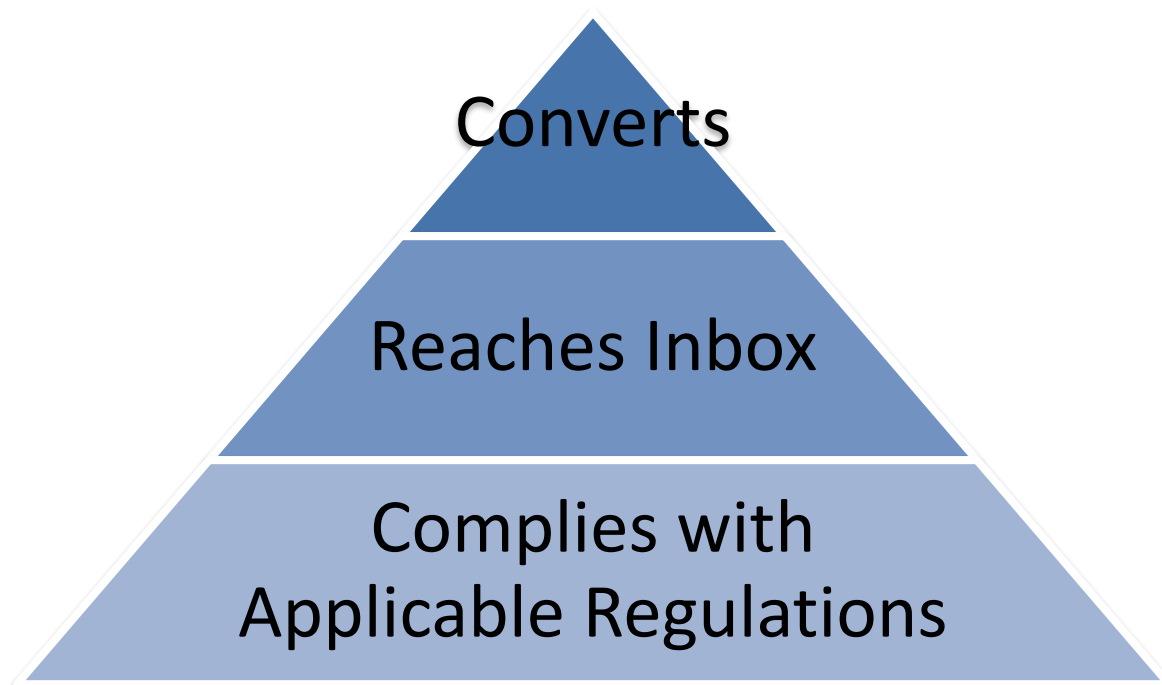 Converts
Reaches Inbox
Complies with
Applicable Regulations